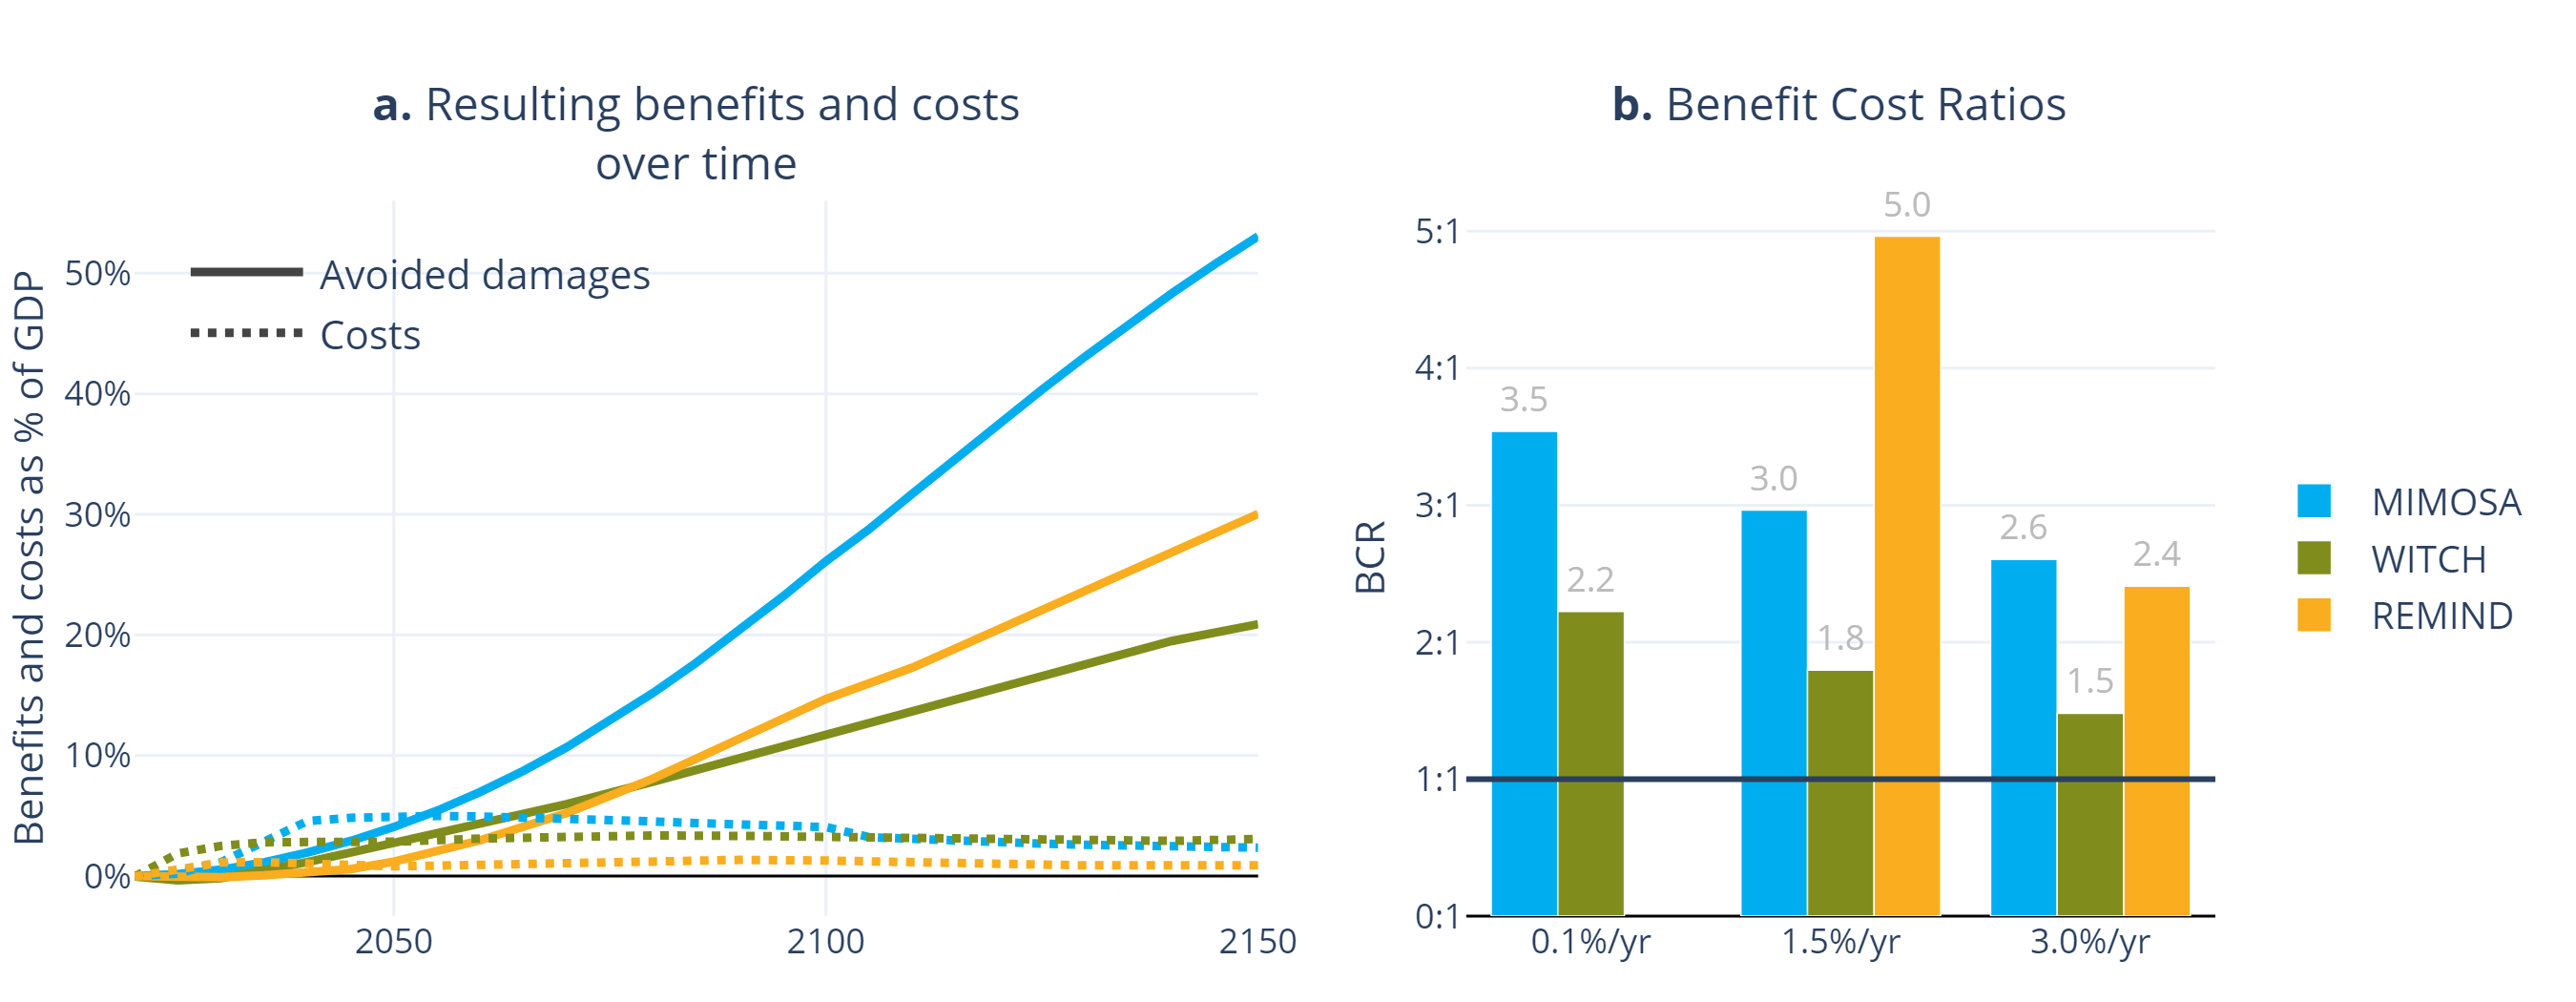 a. Resulting benefits and costs
over time
Benefits and costs as % of GDP
50%
40%
30%
20%
10%
0%
Avoided damages
Costs
2050
2100
2150
b. Benefit Cost Ratios
BCR
5:1
4:1
3:1
2:1
1:1
0:1
3.5
2.2
3.0
1.8
5.0
2.6
1.5
2.4
0.1%/yr
1.5%/yr
3.0%/yr
MIMOSA
WITCH
REMIND